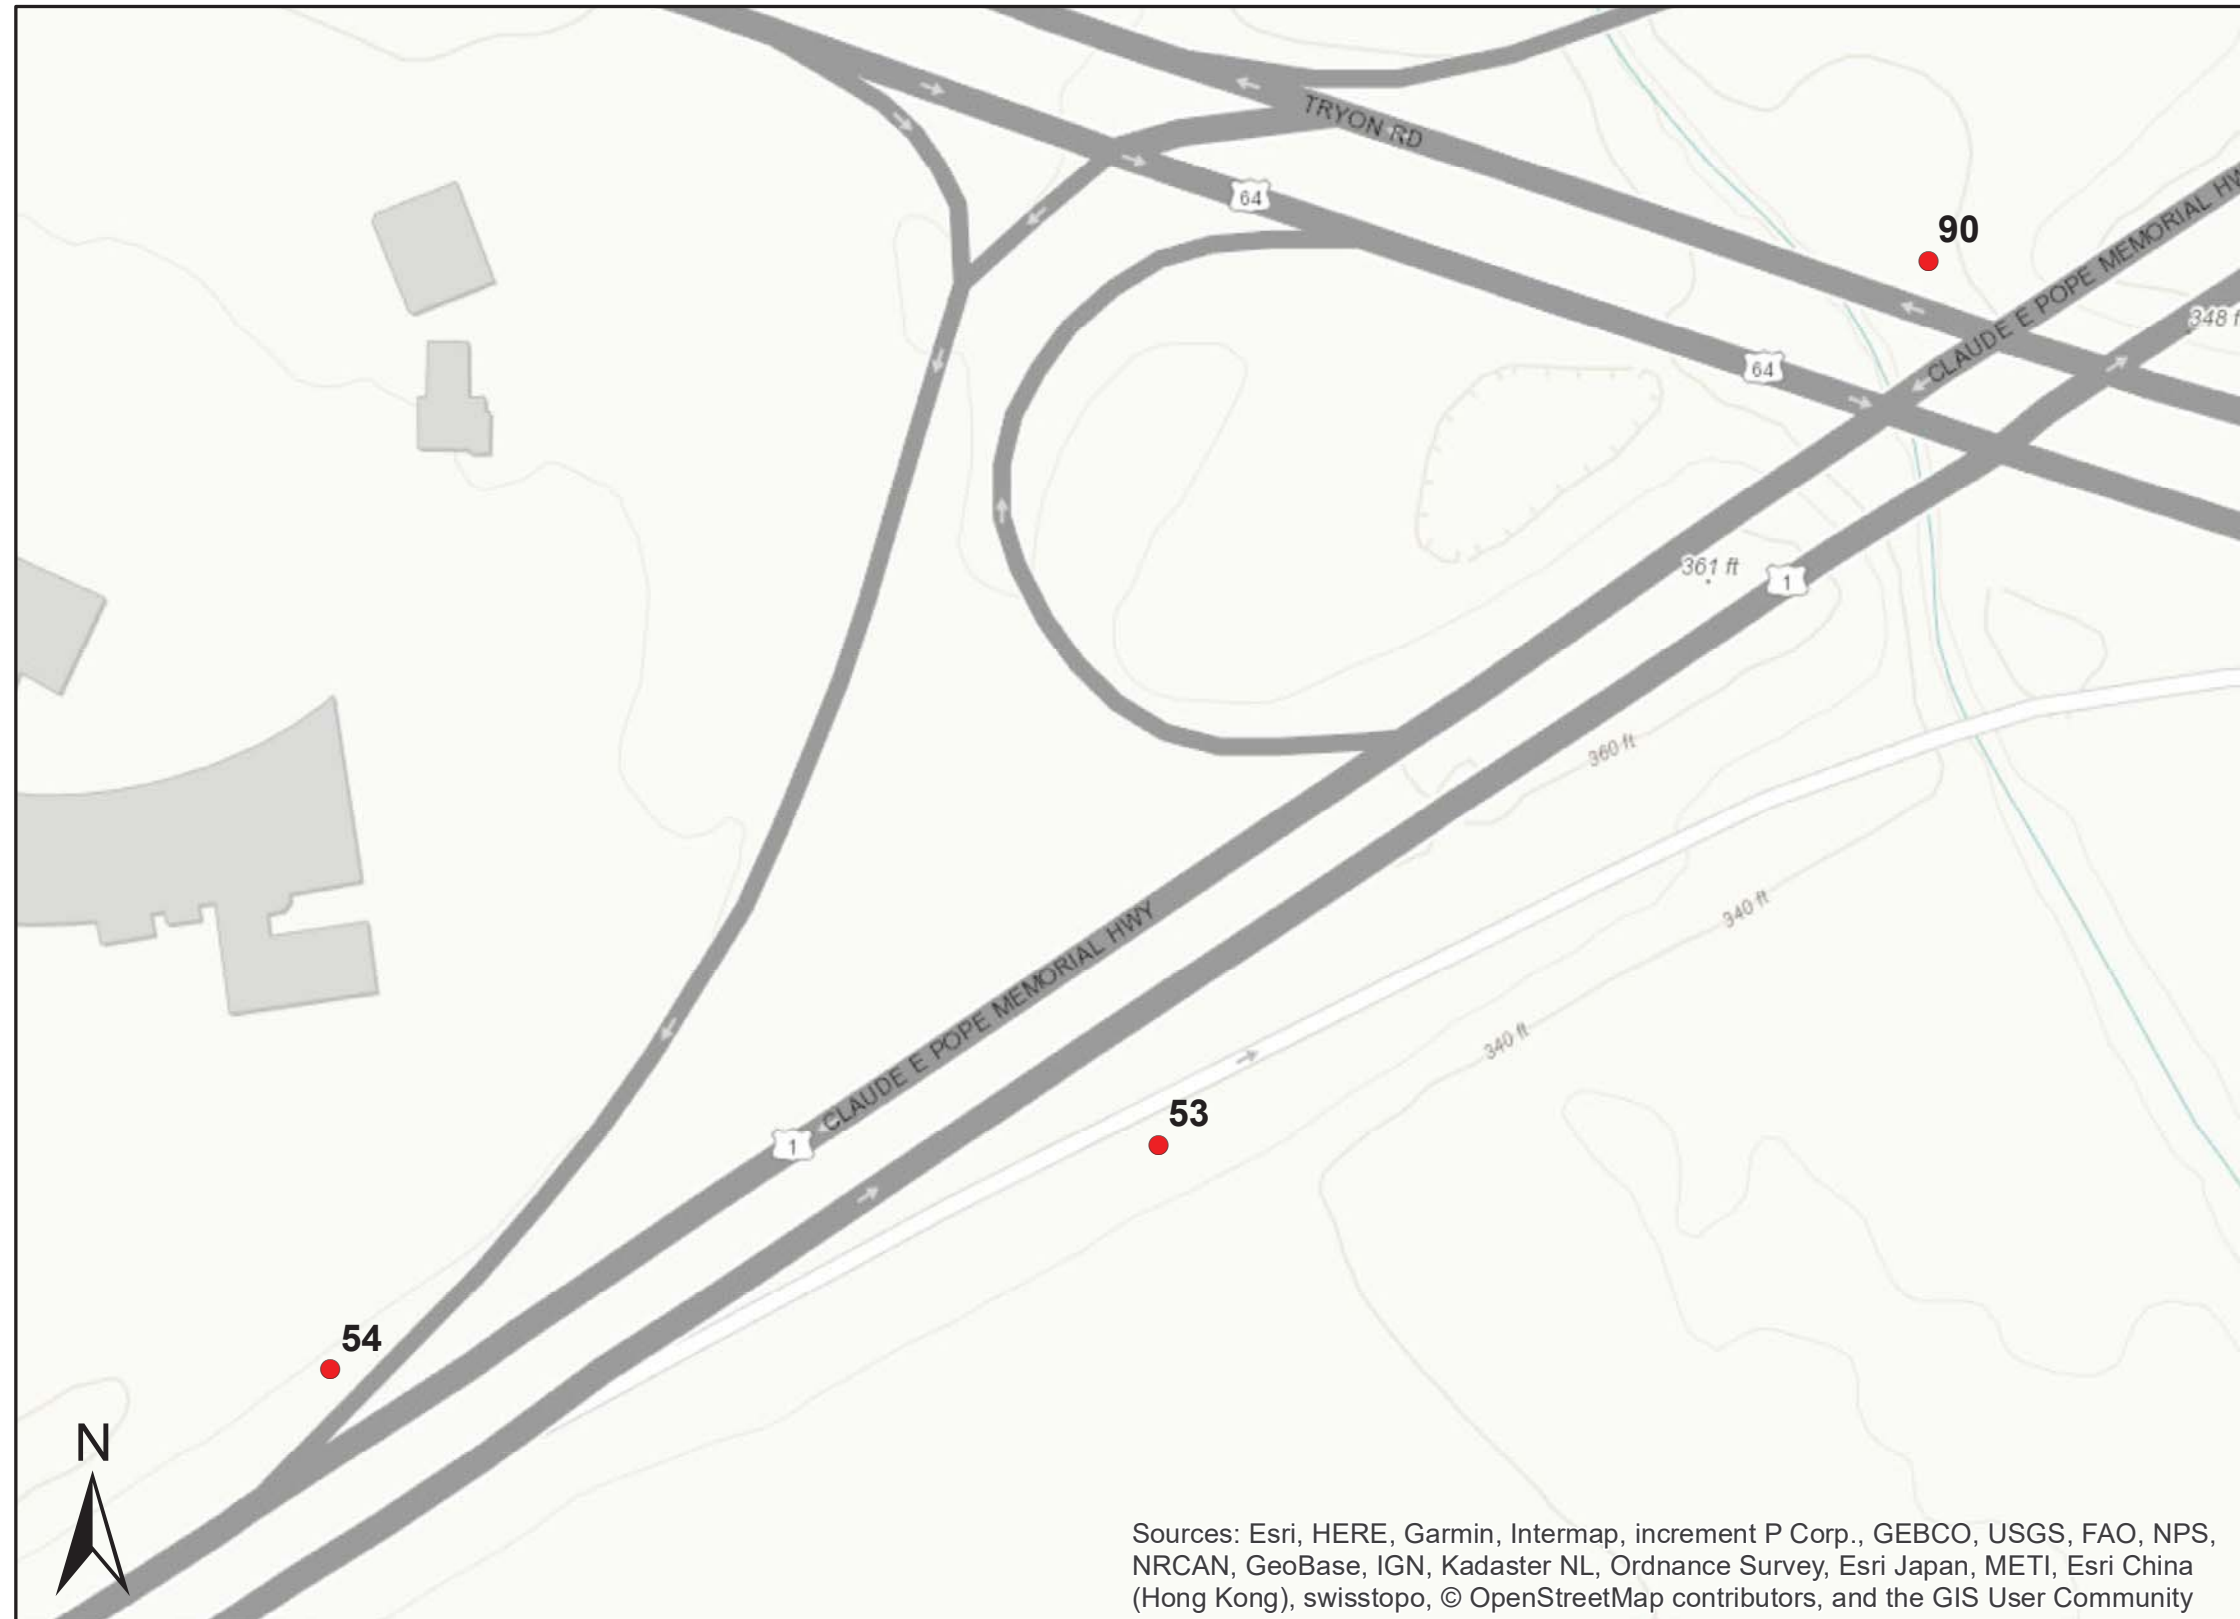 TRYON RD
64
90
CLAUDE E POPE MEMORIAL HW
348 f
64
361 ft
1
360 ft
340 ft
CLAUDE E POPE MEMORIAL HWY
340 ft
53
1
54
N
Sources: Esri, HERE, Garmin, Intermap, increment P Corp., GEBCO, USGS, FAO, NPS,
NRCAN, GeoBase, IGN, Kadaster NL, Ordnance Survey, Esri Japan, METI, Esri China
(Hong Kong), swisstopo, © OpenStreetMap contributors, and the GIS User Community